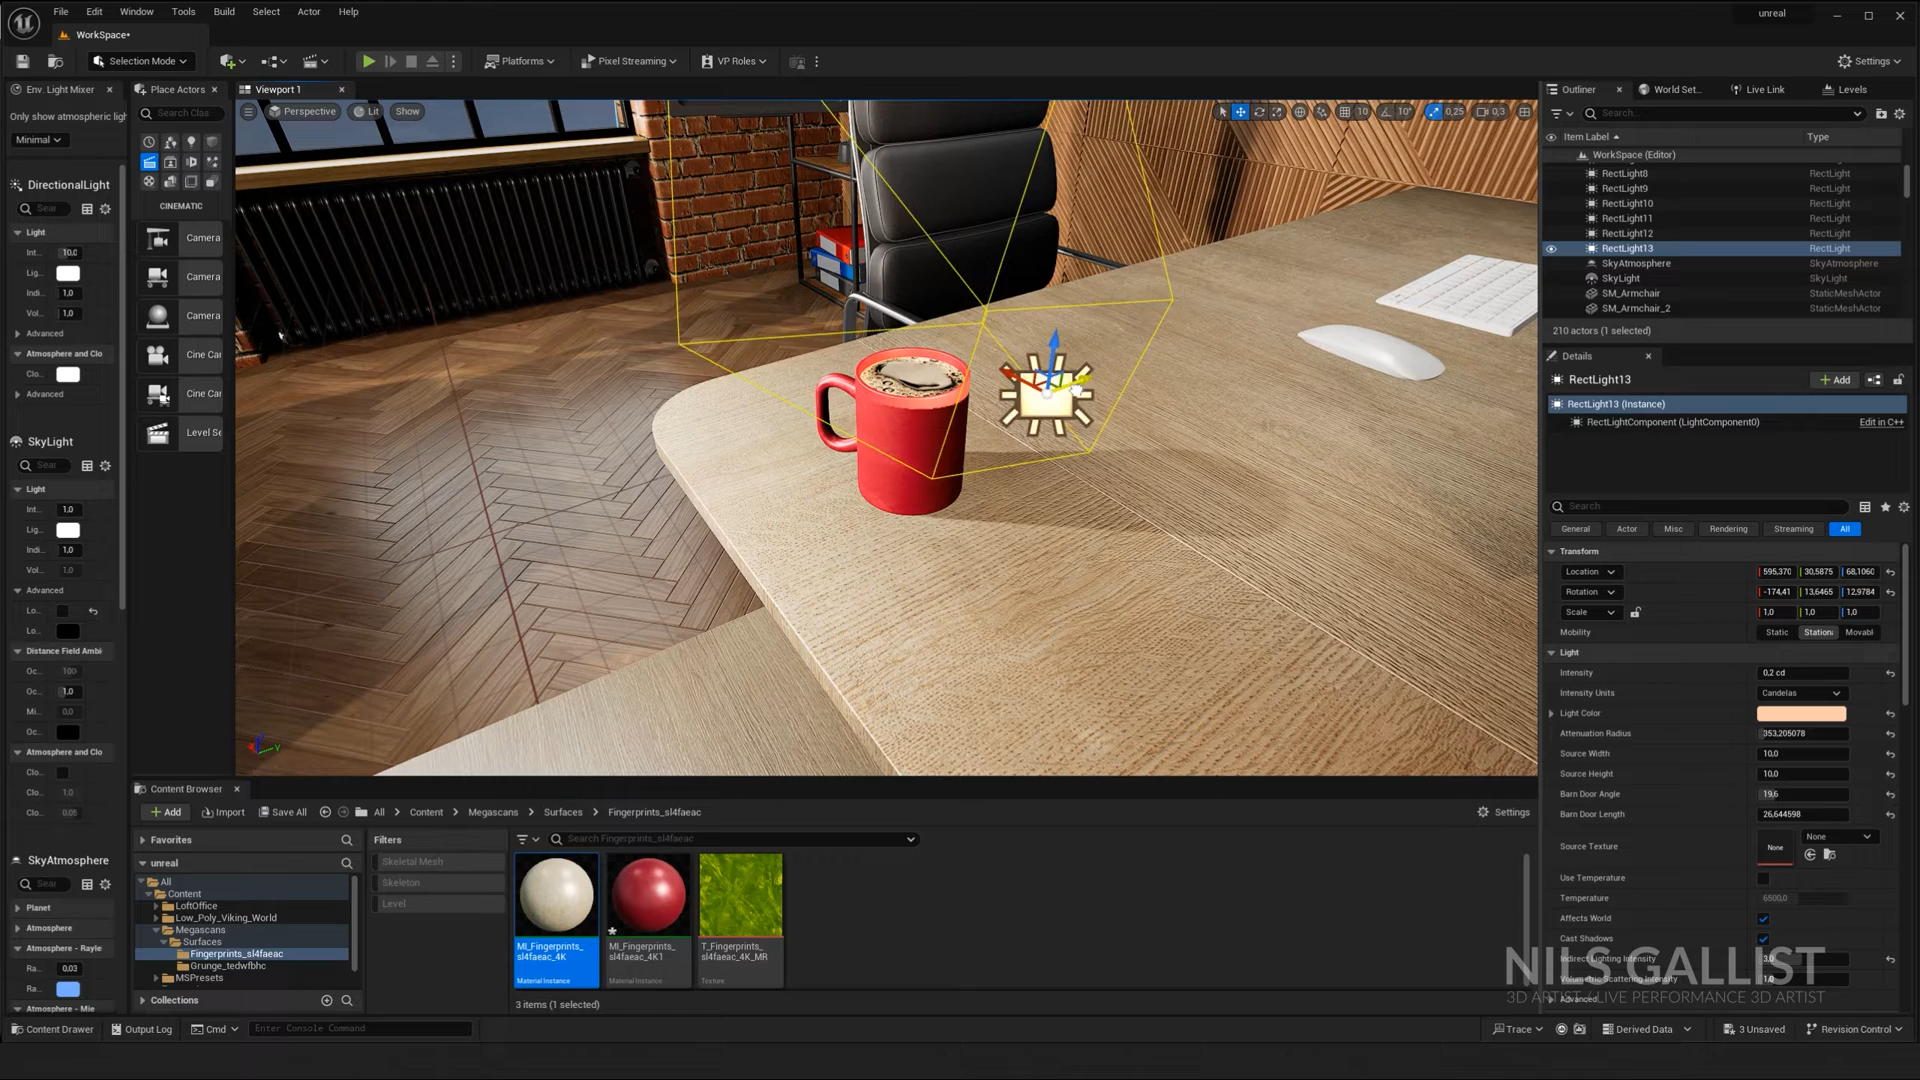 File Edit Window Tools Build Select Actor Help
unreal
WorkSpace•
Selection Mode
Platforms
Pixel Streaming
VP Roles
Settings
Env. Light Mixer
Only show atmospheric ligh
Minimal
DirectionalLight
Sear
Light
Int... 10,0
Lig...
Indi... 1,0
Vol... 1,0
Advanced
Atmosphere and Clo
Clo...
Advanced
SkyLight
Sear
Light
Int... 1,0
Lig...
Indi... 1,0
Vol... 1,0
Advanced
Lo...
Lo...
Distance Field Ambi
Oc... 100
Oc... 1,0
Mi... 0,0
Oc...
Atmosphere and Clo
Clo...
Clo... 1,0
Clo... 0,05
SkyAtmosphere
Sear
Planet
Atmosphere
Atmosphere - Rayle
Ra... 0,03
Ra...
Atmosphere - Mie
Place Actors
Search Clas
CINEMATIC
Camera
Camera
Camera
Cine Car
Cine Car
Level Se
Viewport 1
Perspective Lit Show
10 10° 0,25 0,3
Outliner World Set... Live Link Levels
Search...
Item Label Type
WorkSpace (Editor)
RectLight8 RectLight
RectLight9 RectLight
RectLight10 RectLight
RectLight11 RectLight
RectLight12 RectLight
RectLight13 RectLight
SkyAtmosphere SkyAtmosphere
SkyLight SkyLight
SM_Armchair StaticMeshActor
SM_Armchair_2 StaticMeshActor
210 actors (1 selected)
Details
RectLight13
Add
RectLight13 (Instance)
RectLightComponent (LightComponent0) Edit in C++
Search
General Actor Misc Rendering Streaming All
Transform
Location 595,370 30,5875 68,1060
Rotation -174,41 13,6465 12,9784
Scale 1,0 1,0 1,0
Mobility Static Station Movabl
Light
Intensity 0,2 cd
Intensity Units Candelas
Light Color
Attenuation Radius 353,205078
Source Width 10,0
Source Height 10,0
Barn Door Angle 19,6
Barn Door Length 26,644598
Source Texture None None
Use Temperature
Temperature 6500,0
Affects World
Cast Shadows
Indirect Lighting Intensity 3,0
Volumetric Scattering Intensity 1,0
Advanced
NILS GALLIST
3D ARTIST / LIVE PERFORMANCE 3D ARTIST
Content Browser
Add Import Save All All Content Megascans Surfaces Fingerprints_sl4faeac Settings
Favorites
unreal
All
Content
LoftOffice
Low_Poly_Viking_World
Megascans
Surfaces
Fingerprints_sl4faeac
Grunge_tedwfbhc
MSPresets
Collections
Filters
Skeletal Mesh
Skeleton
Level
Search Fingerprints_sl4faeac
MI_Fingerprints_
sl4faeac_4K
Material Instance
MI_Fingerprints_
sl4faeac_4K1
Material Instance
T_Fingerprints_
sl4faeac_4K_MR
Texture
3 items (1 selected)
Content Drawer Output Log Cmd Enter Console Command Trace Derived Data 3 Unsaved Revision Control